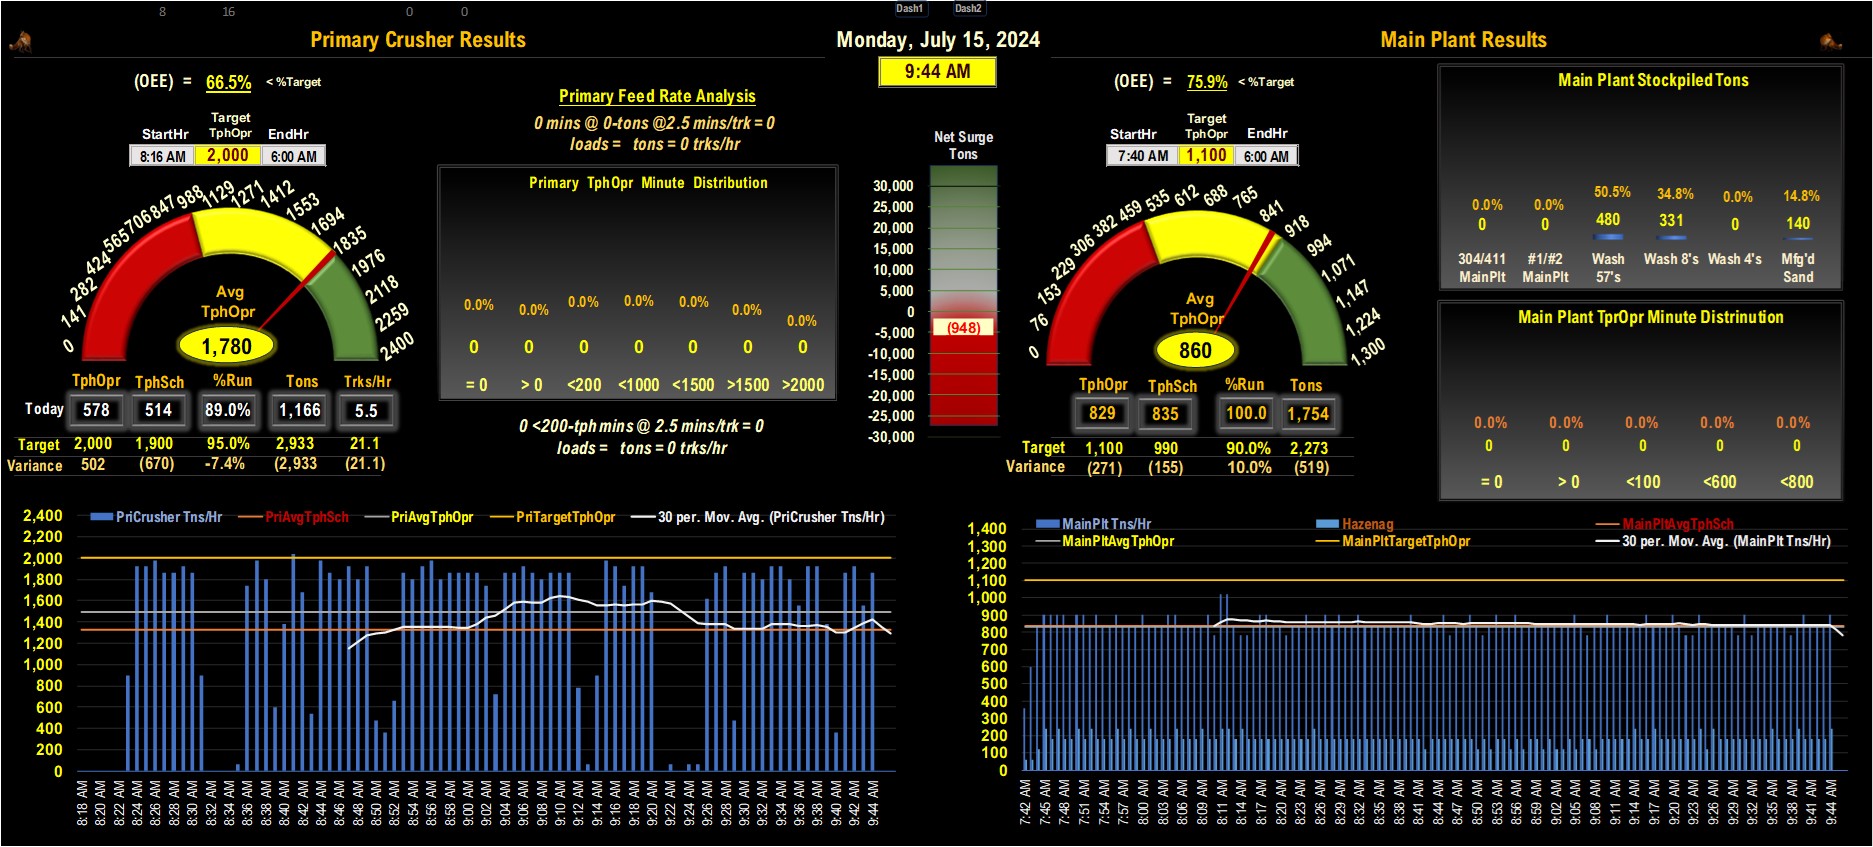 8 16 0 0 Dash1 Dash2
Primary Crusher Results
Monday, July 15, 2024
Main Plant Results
9:44 AM
(OEE) = 66.5% < %Target
Target
StartHr TphOpr EndHr
8:16 AM 2,000 6:00 AM
0 141 282 424 565 706 847 988 1129 1271 1412 1553 1694 1835 1976 2118 2259 2400
Avg
TphOpr
1,780
TphOpr TphSch %Run Tons Trks/Hr
Today 578 514 89.0% 1,166 5.5
Target 2,000 1,900 95.0% 2,933 21.1
Variance 502 (670) -7.4% (2,933) (21.1)
Primary Feed Rate Analysis
0 mins @ 0-tons @2.5 mins/trk = 0
loads = tons = 0 trks/hr
Primary TphOpr Minute Distribution
0.0% 0.0% 0.0% 0.0% 0.0% 0.0% 0.0%
0 0 0 0 0 0 0
= 0 > 0 <200 <1000 <1500 >1500 >2000
0 <200-tph mins @ 2.5 mins/trk = 0
loads = tons = 0 trks/hr
Net Surge
Tons
30,000
25,000
20,000
15,000
10,000
5,000
0
(948)
-5,000
-10,000
-15,000
-20,000
-25,000
-30,000
(OEE) = 75.9% < %Target
Target
StartHr TphOpr EndHr
7:40 AM 1,100 6:00 AM
0 76 153 229 306 382 459 535 612 688 765 841 918 994 1,071 1,147 1,224 1,300
Avg
TphOpr
860
TphOpr TphSch %Run Tons
829 835 100.0 1,754
Target 1,100 990 90.0% 2,273
Variance (271) (155) 10.0% (519)
Main Plant Stockpiled Tons
0.0% 0.0% 50.5% 34.8% 0.0% 14.8%
0 0 480 331 0 140
304/411 #1/#2 Wash Wash 8's Wash 4's Mfg'd
MainPlt MainPlt 57's Sand
Main Plant TprOpr Minute Distrinution
0.0% 0.0% 0.0% 0.0% 0.0%
0 0 0 0 0
= 0 > 0 <100 <600 <800
PriCrusher Tns/Hr PriAvgTphSch PriAvgTphOpr PriTargetTphOpr 30 per. Mov. Avg. (PriCrusher Tns/Hr)
2,400
2,200
2,000
1,800
1,600
1,400
1,200
1,000
800
600
400
200
0
8:18 AM 8:20 AM 8:22 AM 8:24 AM 8:26 AM 8:28 AM 8:30 AM 8:32 AM 8:34 AM 8:36 AM 8:38 AM 8:40 AM 8:42 AM 8:44 AM 8:46 AM 8:48 AM 8:50 AM 8:52 AM 8:54 AM 8:56 AM 8:58 AM 9:00 AM 9:02 AM 9:04 AM 9:06 AM 9:08 AM 9:10 AM 9:12 AM 9:14 AM 9:16 AM 9:18 AM 9:20 AM 9:22 AM 9:24 AM 9:26 AM 9:28 AM 9:30 AM 9:32 AM 9:34 AM 9:36 AM 9:38 AM 9:40 AM 9:42 AM 9:44 AM
MainPlt Tns/Hr Hazenag MainPltAvgTphSch
MainPltAvgTphOpr MainPltTargetTphOpr 30 per. Mov. Avg. (MainPlt Tns/Hr)
1,400
1,300
1,200
1,100
1,000
900
800
700
600
500
400
300
200
100
0
7:42 AM 7:45 AM 7:48 AM 7:51 AM 7:54 AM 7:57 AM 8:00 AM 8:03 AM 8:06 AM 8:09 AM 8:11 AM 8:14 AM 8:17 AM 8:20 AM 8:23 AM 8:26 AM 8:29 AM 8:32 AM 8:35 AM 8:38 AM 8:41 AM 8:44 AM 8:47 AM 8:50 AM 8:53 AM 8:56 AM 8:59 AM 9:02 AM 9:05 AM 9:08 AM 9:11 AM 9:14 AM 9:17 AM 9:20 AM 9:23 AM 9:26 AM 9:29 AM 9:32 AM 9:35 AM 9:38 AM 9:41 AM 9:44 AM